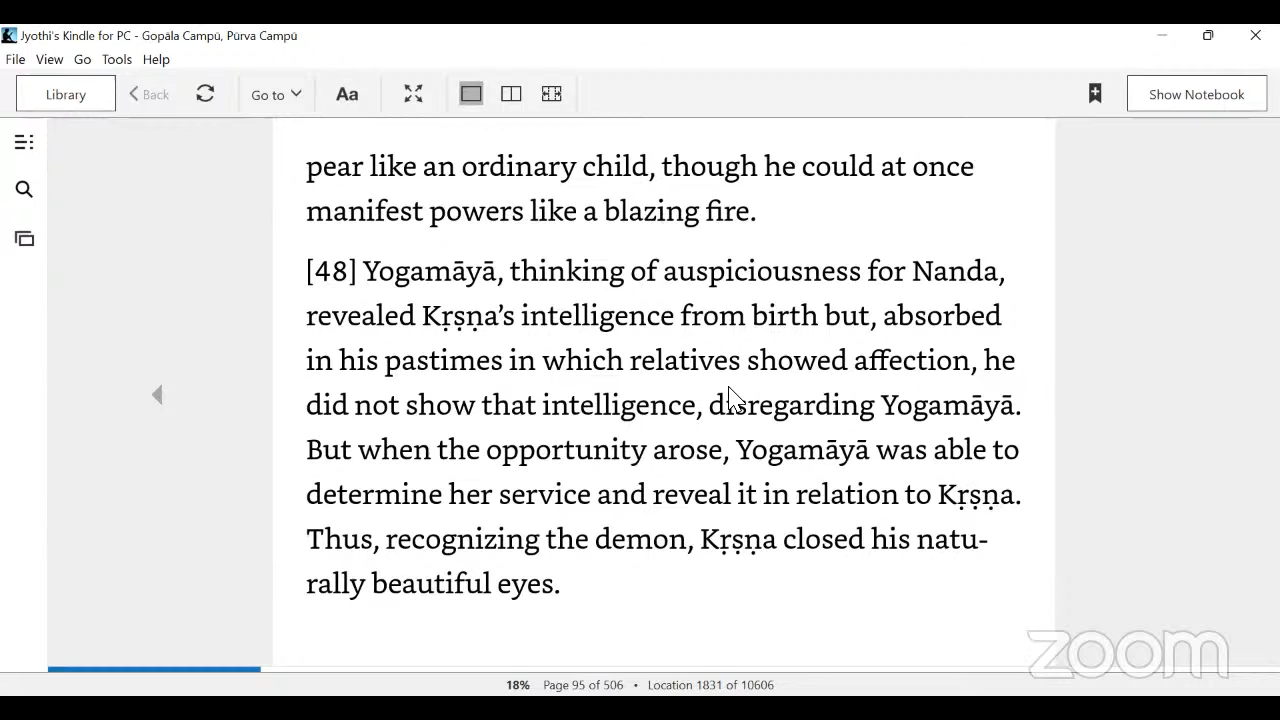 Jyothi's Kindle for PC - Gopāla Campū, Pūrva Campū
File View Go Tools Help
Library Back Go to Aa Show Notebook
pear like an ordinary child, though he could at once
manifest powers like a blazing fire.
[48] Yogamāyā, thinking of auspiciousness for Nanda,
revealed Kṛṣṇa’s intelligence from birth but, absorbed
in his pastimes in which relatives showed affection, he
did not show that intelligence, disregarding Yogamāyā.
But when the opportunity arose, Yogamāyā was able to
determine her service and reveal it in relation to Kṛṣṇa.
Thus, recognizing the demon, Kṛṣṇa closed his natu-
rally beautiful eyes.
zoom
18% Page 95 of 506 • Location 1831 of 10606